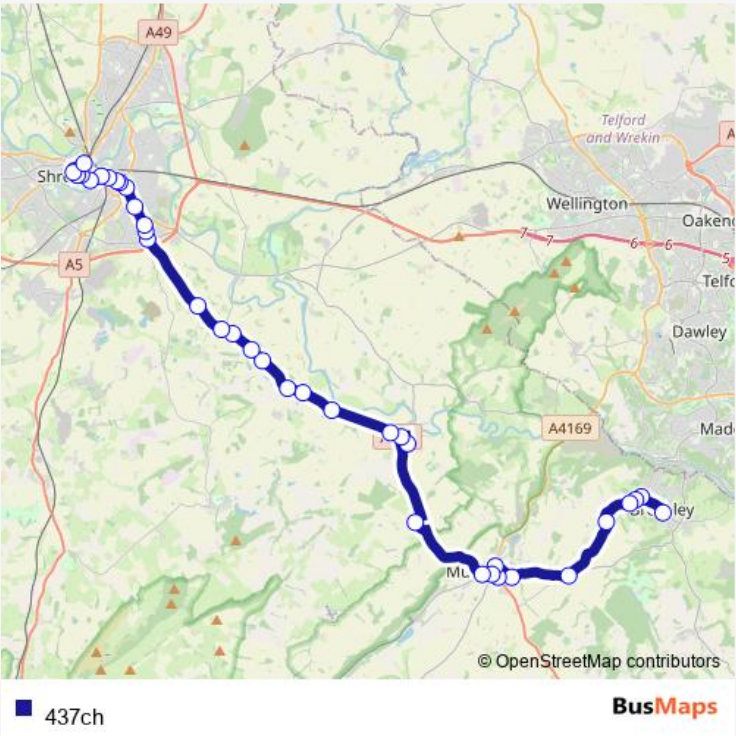 A49
Telford
and Wrekin
A
Shre
Wellington
Oakeng
7
7
6
6
5
A5
Telfo
Dawley
A4169
Made
Mu
ley
© OpenStreetMap contributors
437ch
BusMaps